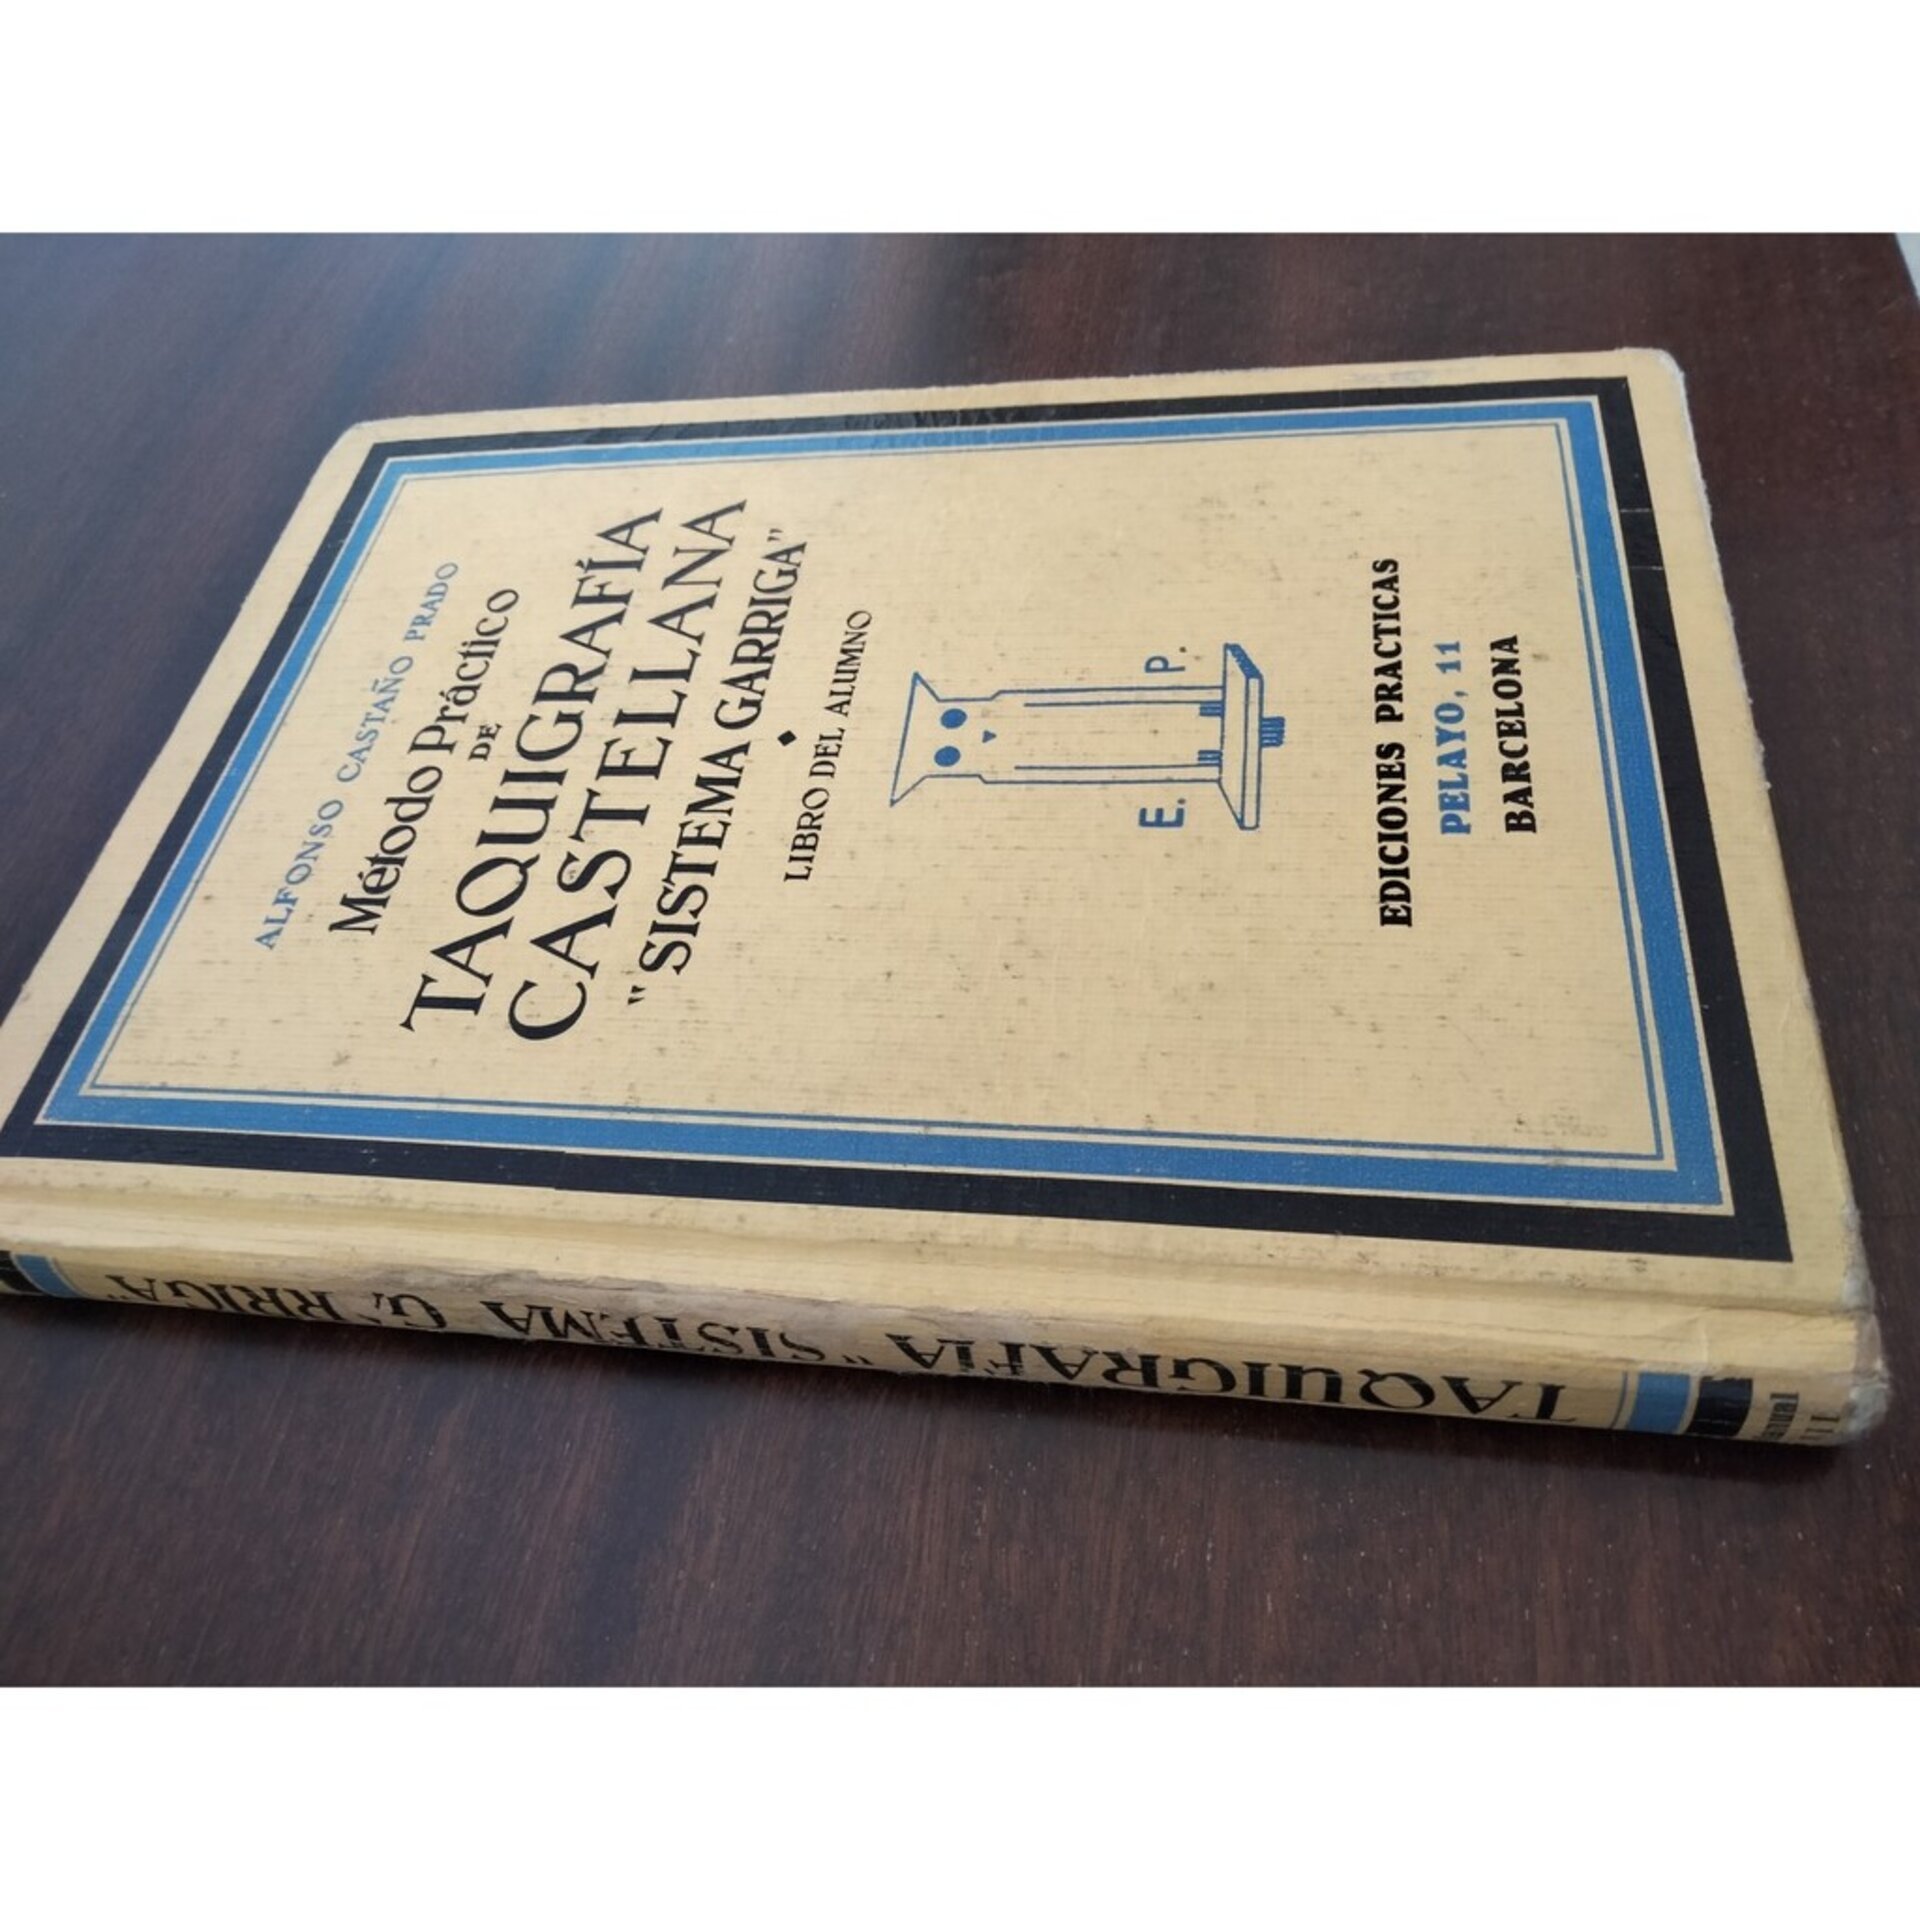 ALFONSO CASTAÑO PRADO
Método Práctico
DE
TAQUIGRAFÍA
CASTELLANA
"SISTEMA GARRIGA"
LIBRO DEL ALUMNO
E. P.
EDICIONES PRACTICAS
PELAYO, 11
BARCELONA
TAQUIGRAFÍA "SISTEMA GARRIGA"